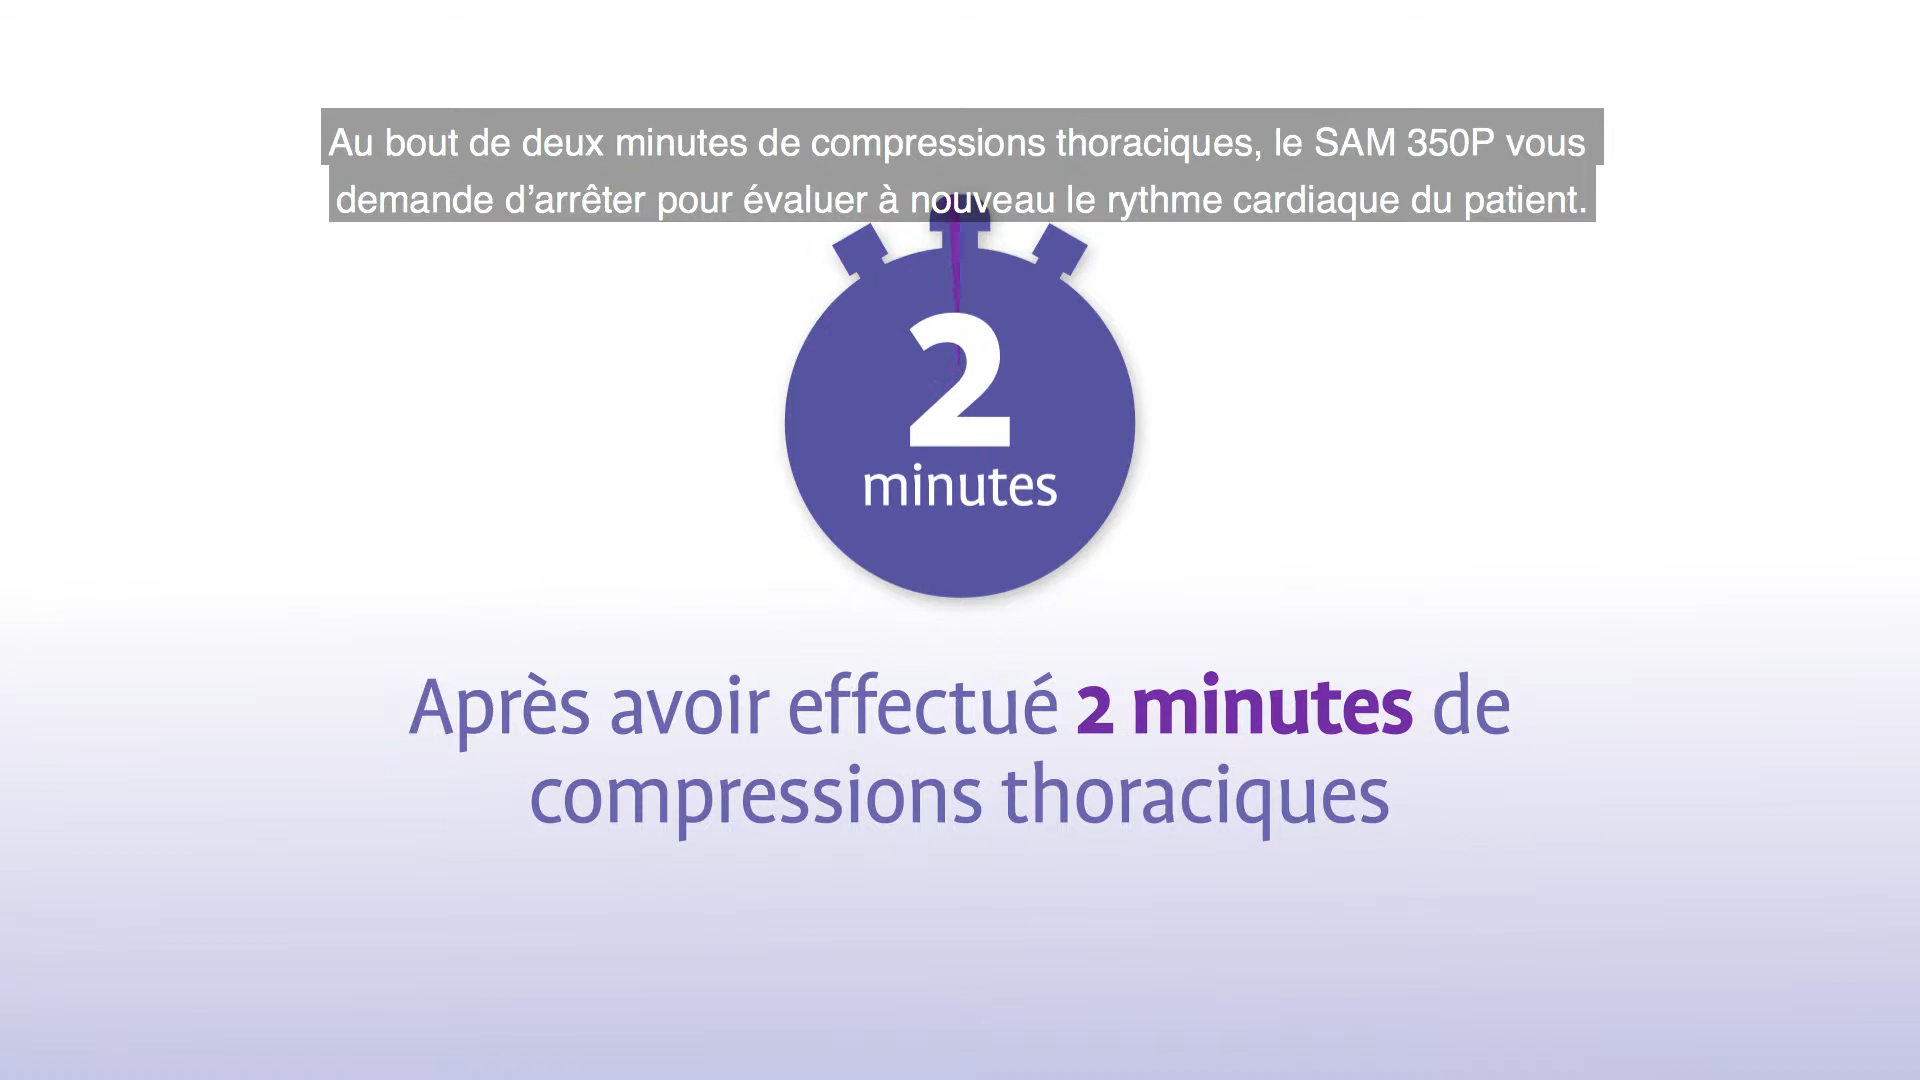 Au bout de deux minutes de compressions thoraciques, le SAM 350P vous
demande d’arrêter pour évaluer à nouveau le rythme cardiaque du patient.
2
minutes
Après avoir effectué 2 minutes de
compressions thoraciques